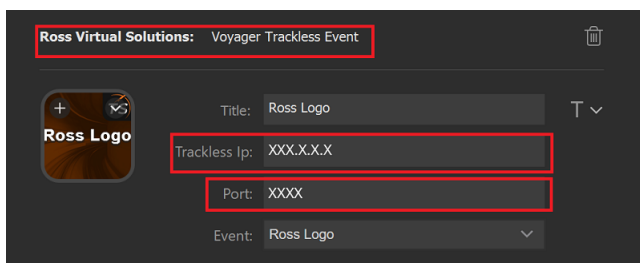 Ross Virtual Solutions: Voyager Trackless Event
Ross Logo
Title: Ross Logo
Trackless Ip: XXX.X.X.X
Port: XXXX
Event: Ross Logo
T